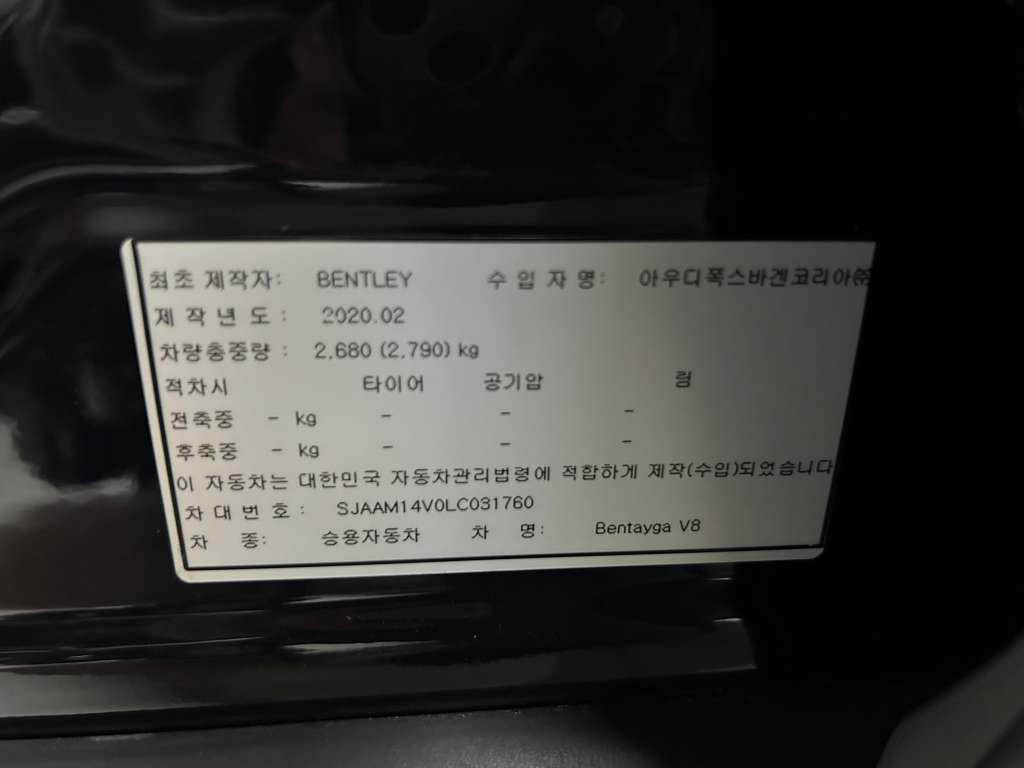 최초 제작자: BENTLEY 수 입 자 명: 아우디폭스바겐코리아㈜
제 작 년 도 : 2020.02
차량총중량 : 2,680 (2,790) kg
적차시 타이어 공기압 림
전축중 - kg - - -
후축중 - kg - - -
이 자동차는 대한민국 자동차관리법령에 적합하게 제작(수입)되었습니다
차 대 번 호 : SJAAM14V0LC031760
차 종: 승용자동차 차 명: Bentayga V8